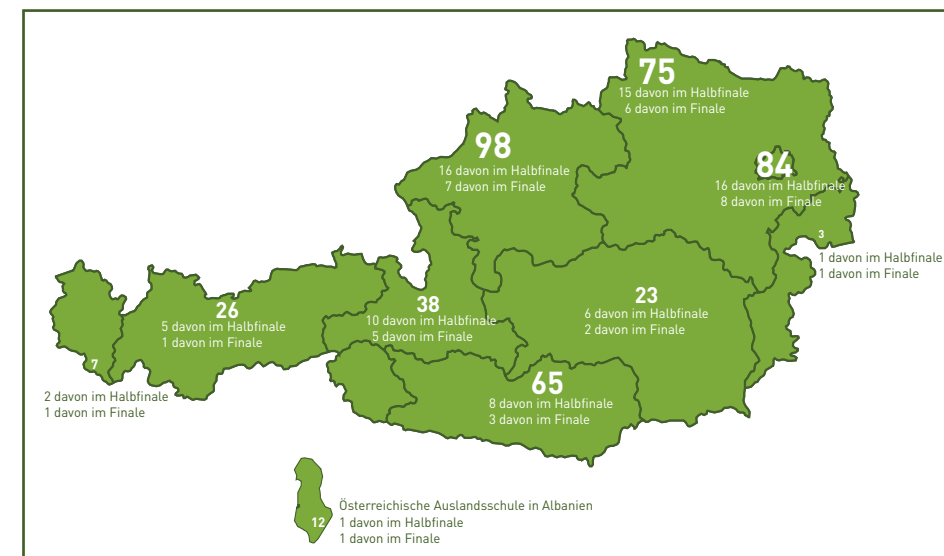 75
15 davon im Halbfinale
6 davon im Finale
98
16 davon im Halbfinale
7 davon im Finale
84
16 davon im Halbfinale
8 davon im Finale
3
1 davon im Halbfinale
1 davon im Finale
26
5 davon im Halbfinale
1 davon im Finale
38
10 davon im Halbfinale
5 davon im Finale
23
6 davon im Halbfinale
2 davon im Finale
7
2 davon im Halbfinale
1 davon im Finale
65
8 davon im Halbfinale
3 davon im Finale
12
Österreichische Auslandsschule in Albanien
1 davon im Halbfinale
1 davon im Finale